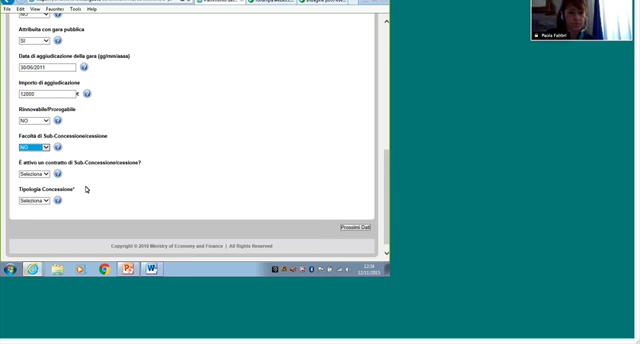 File Edit View Favorites Tools Help
NO
Attribuita con gara pubblica
SI
Data di aggiudicazione della gara (gg/mm/aaaa)
30/06/2011
Importo di aggiudicazione
12000 €
Rinnovabile/Prorogabile
NO
Facoltà di Sub-Concessione/cessione
NO
È attivo un contratto di Sub-Concessione/cessione?
Seleziona
Tipologia Concessione*
Seleziona
Prossimi Dati
Copyright © 2010 Ministry of Economy and Finance | All Rights Reserved
12:34
12/11/2015
Paola Fabbri